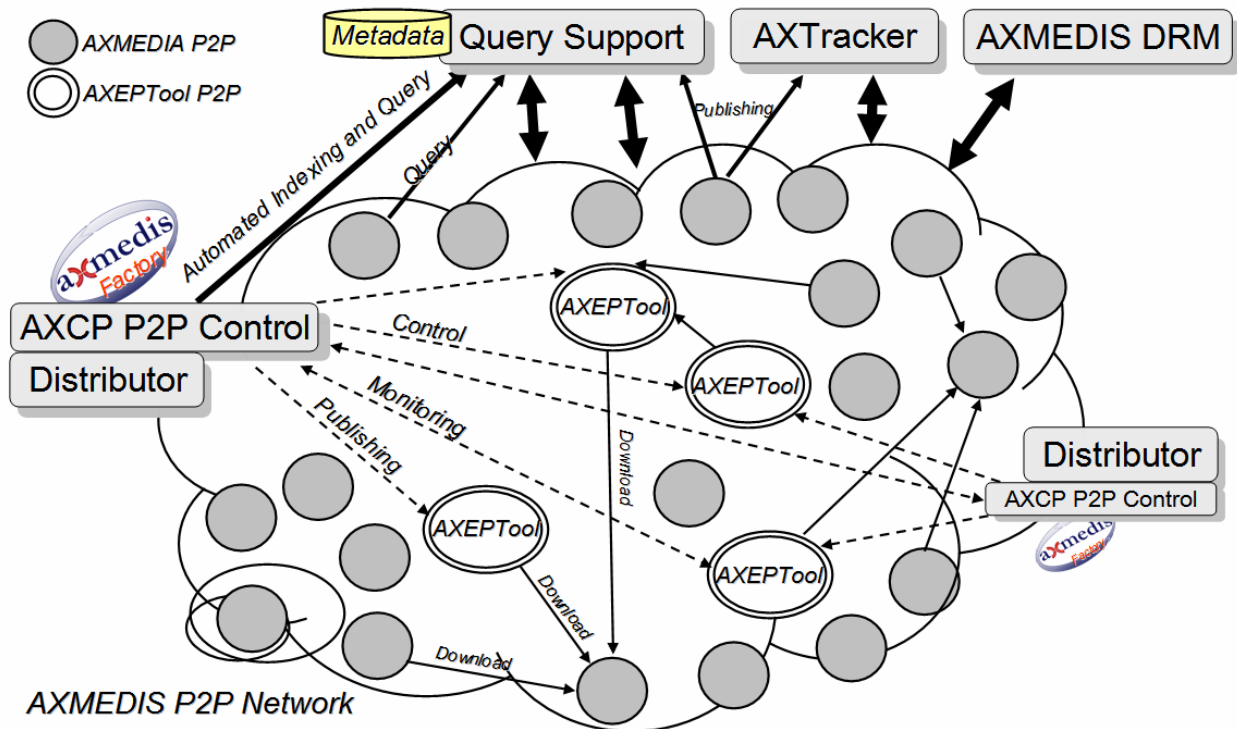 AXMEDIA P2P
AXEPTool P2P
Metadata
Query Support
AXTracker
AXMEDIS DRM
Automated Indexing and Query
Query
Publishing
axmedis
Factory
AXCP P2P Control
Distributor
AXEPTool
Control
AXEPTool
Monitoring
Publishing
Download
AXEPTool
Download
AXEPTool
Download
Distributor
AXCP P2P Control
axmedis
Factory
AXMEDIS P2P Network